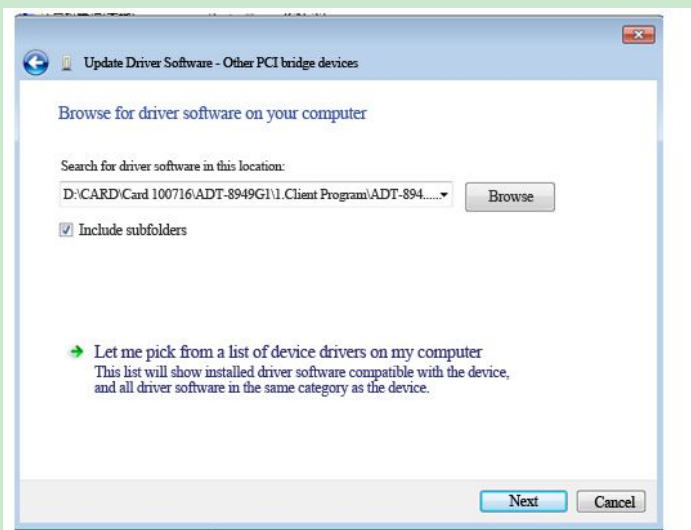 Update Driver Software - Other PCI bridge devices
Browse for driver software on your computer
Search for driver software in this location:
D:\CARD\Card 100716\ADT-8949G1\1.Client Program\ADT-894......
Browse
Include subfolders
Let me pick from a list of device drivers on my computer
This list will show installed driver software compatible with the device,
and all driver software in the same category as the device.
Next
Cancel